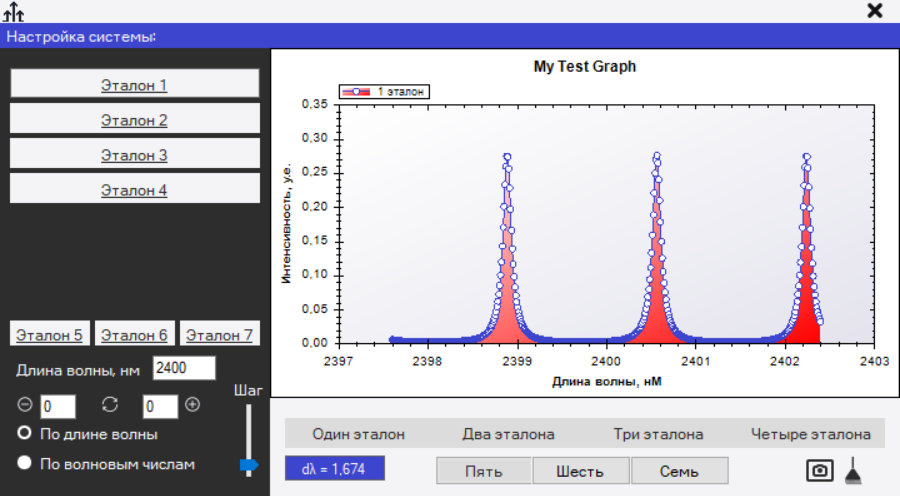 Настройка системы:
Эталон 1
Эталон 2
Эталон 3
Эталон 4
Эталон 5 Эталон 6 Эталон 7
Длина волны, нм 2400
Шаг
0 0
По длине волны
По волновым числам
My Test Graph
1 эталон
Интенсивность, у.е.
0,35
0,30
0,25
0,20
0,15
0,10
0,05
0,00
2397 2398 2399 2400 2401 2402 2403
Длина волны, нМ
Один эталон Два эталона Три эталона Четыре эталона
dλ = 1,674 Пять Шесть Семь